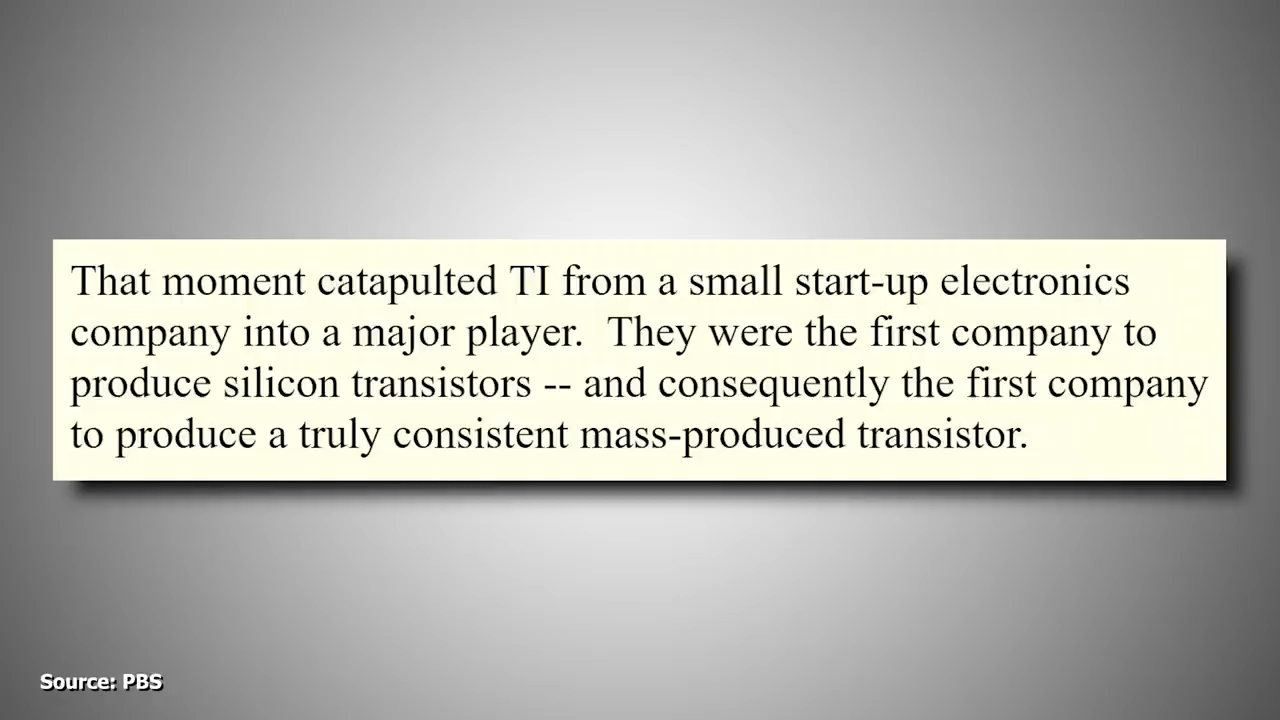 That moment catapulted TI from a small start-up electronics
company into a major player.  They were the first company to
produce silicon transistors -- and consequently the first company
to produce a truly consistent mass-produced transistor.
Source: PBS